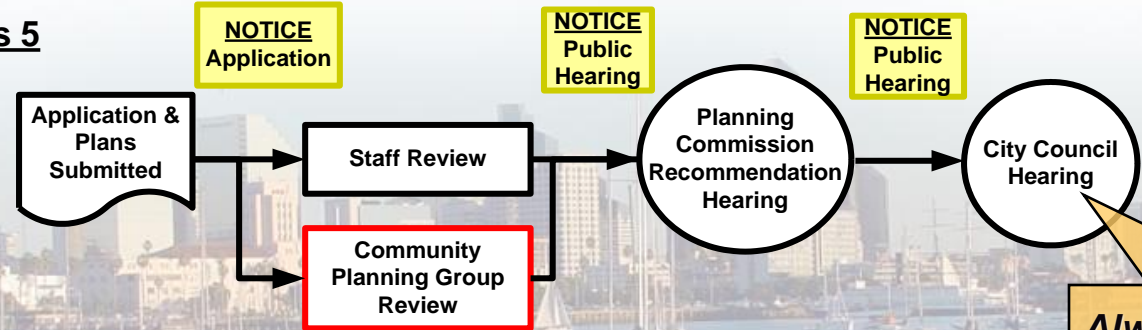 s 5
NOTICE
Application
NOTICE
Public
Hearing
NOTICE
Public
Hearing
Application &
Plans
Submitted
Staff Review
Community
Planning Group
Review
Planning
Commission
Recommendation
Hearing
City Council
Hearing